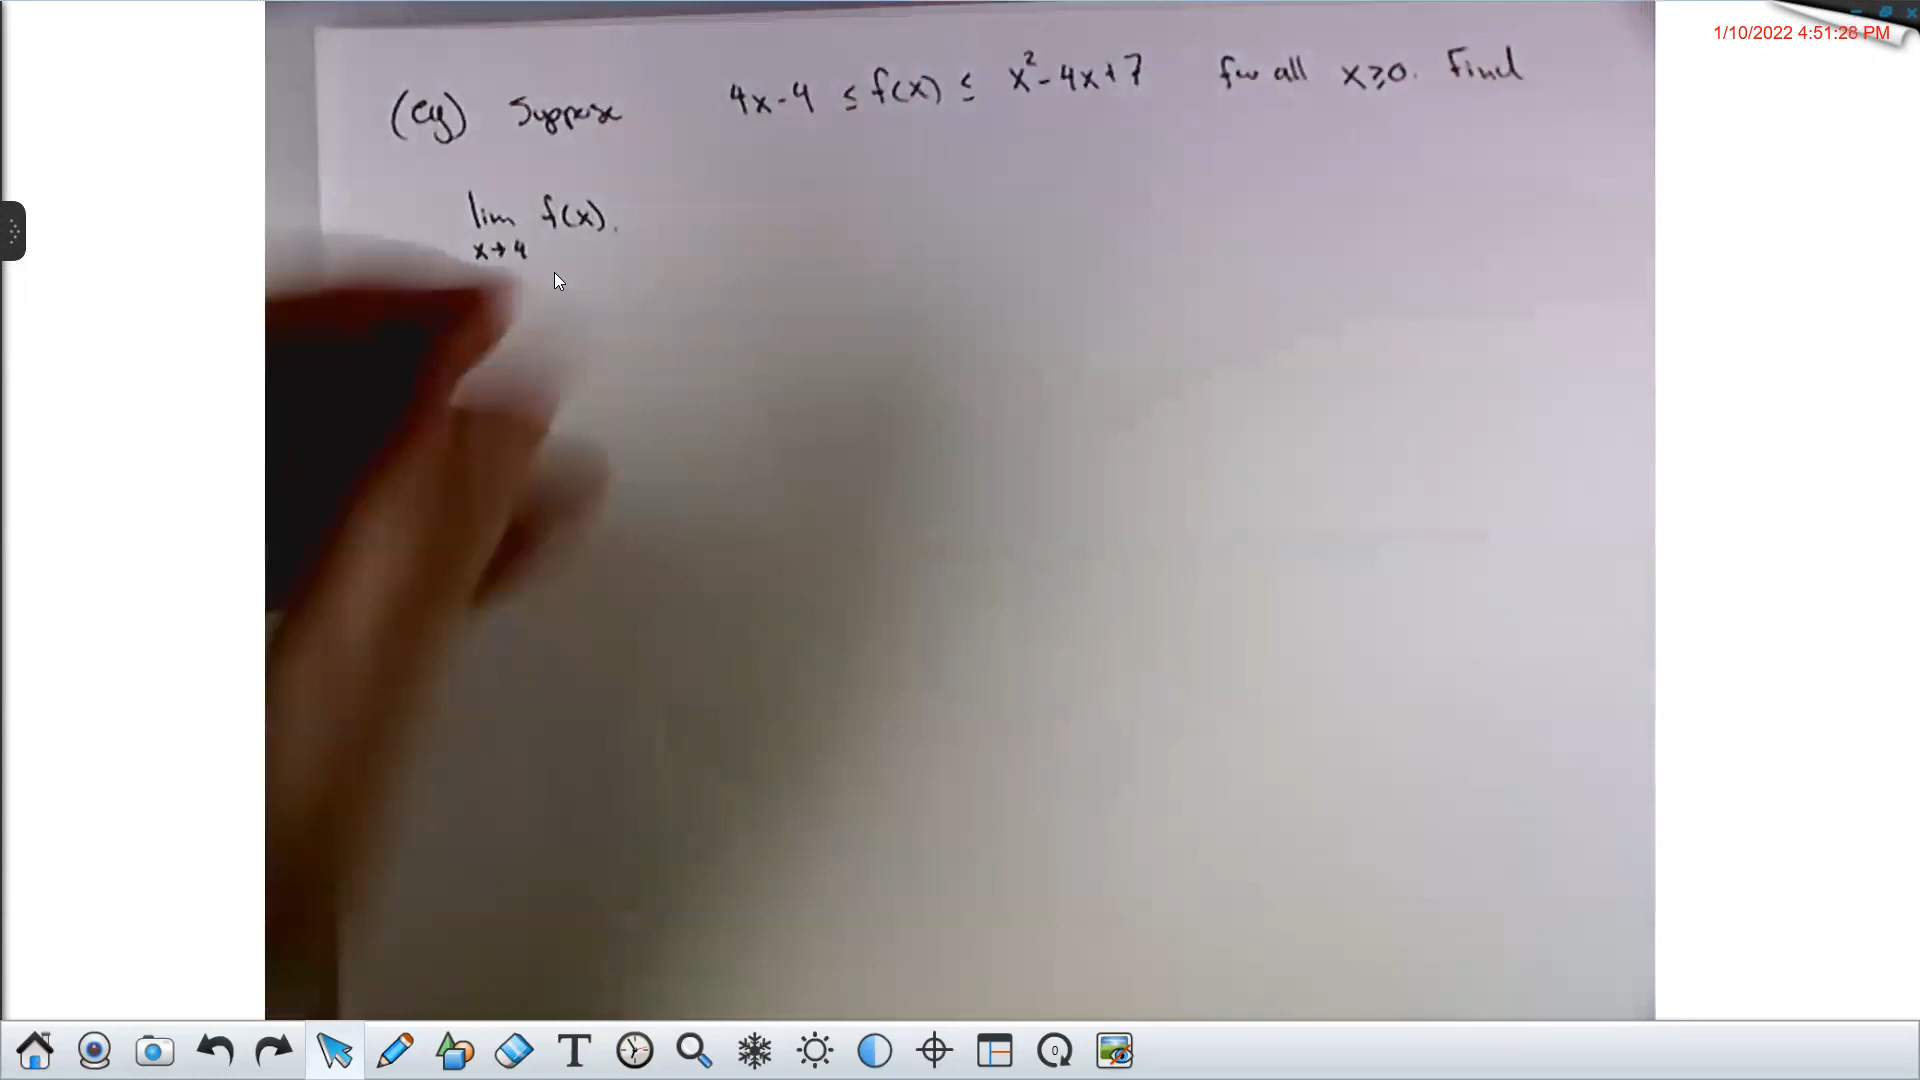 1/10/2022 4:51:28 PM
(eg) Suppose 4x-4 ≤ f(x) ≤ x²-4x+7 for all x≥0. Find
lim f(x).
x→4
T
0